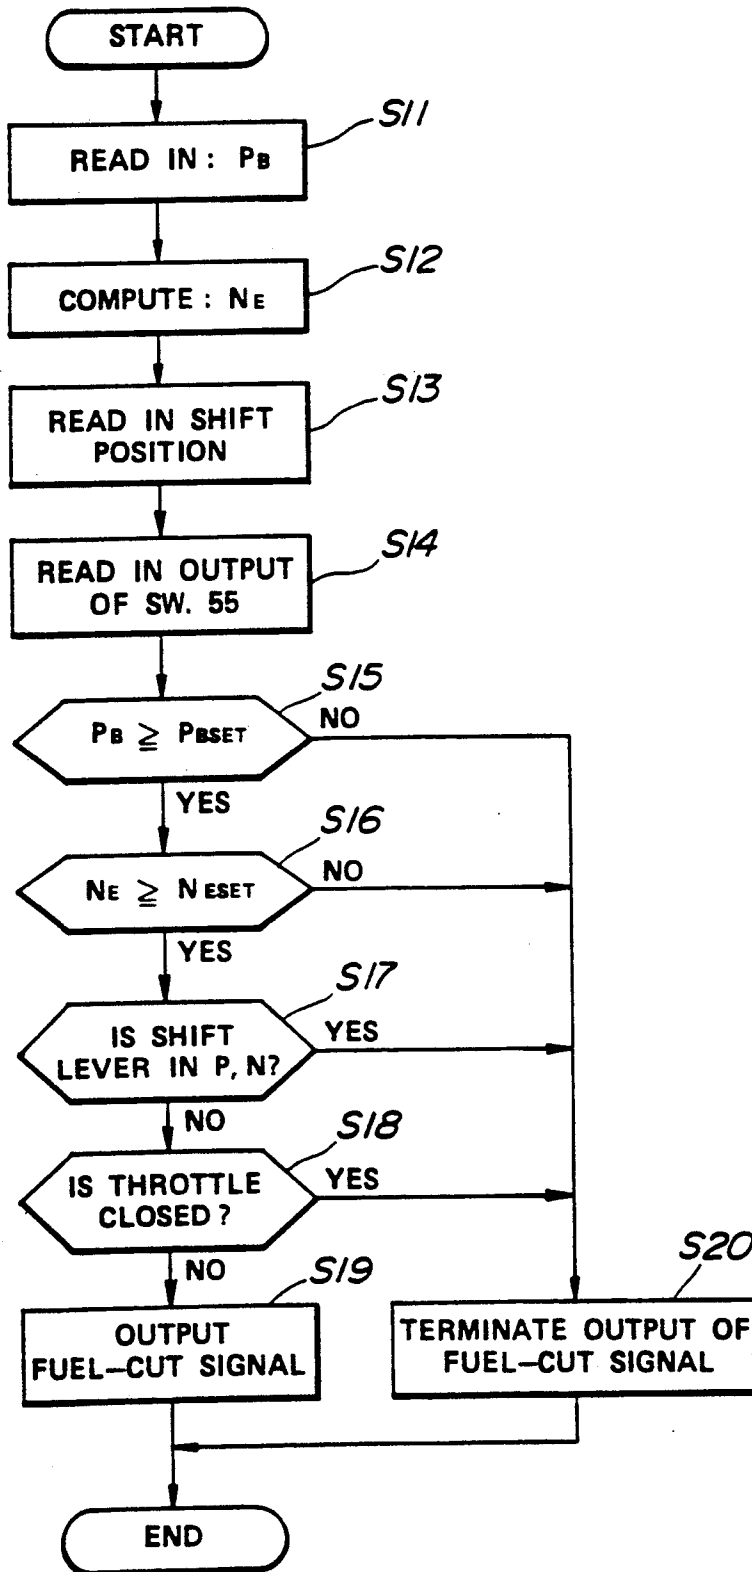 START
S11
READ IN : PB
S12
COMPUTE : NE
S13
READ IN SHIFT
POSITION
S14
READ IN OUTPUT
OF SW. 55
S15
PB ≧ PBSET
NO
YES
S16
NE ≧ NESET
NO
YES
S17
IS SHIFT
LEVER IN P, N?
YES
NO
S18
IS THROTTLE
CLOSED ?
YES
NO
S19
OUTPUT
FUEL–CUT SIGNAL
S20
TERMINATE OUTPUT OF
FUEL–CUT SIGNAL
END